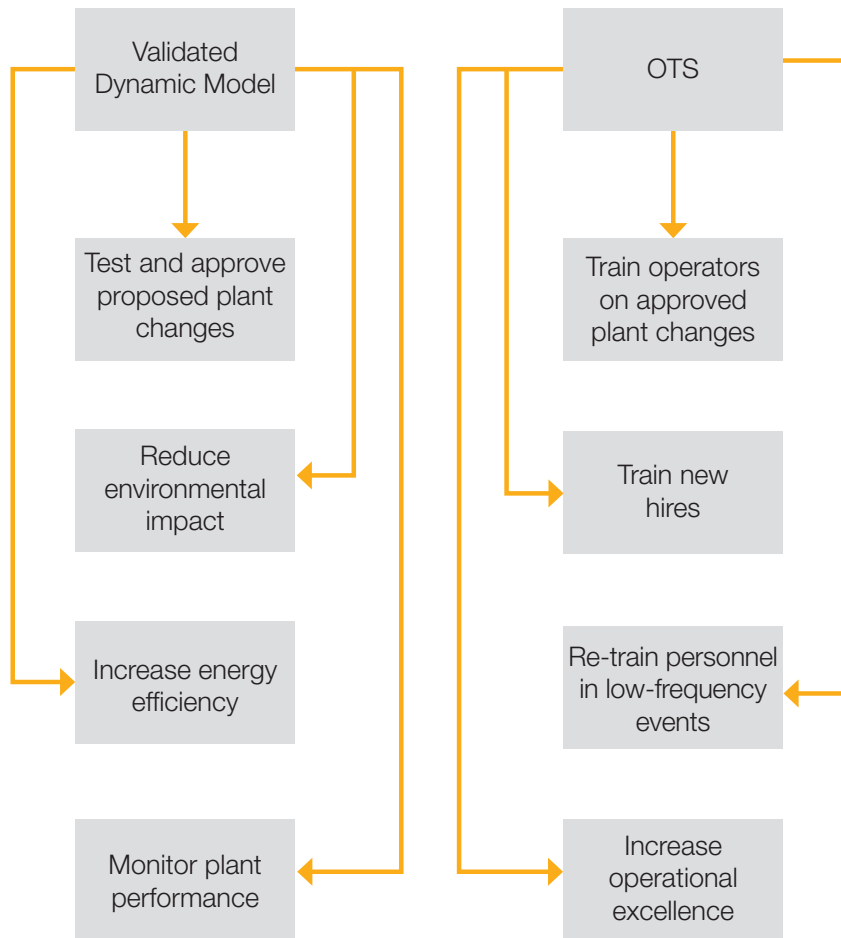 Validated
Dynamic Model
Test and approve
proposed plant
changes
Reduce
environmental
impact
Increase energy
efficiency
Monitor plant
performance
OTS
Train operators
on approved
plant changes
Train new
hires
Re-train personnel
in low-frequency
events
Increase
operational
excellence